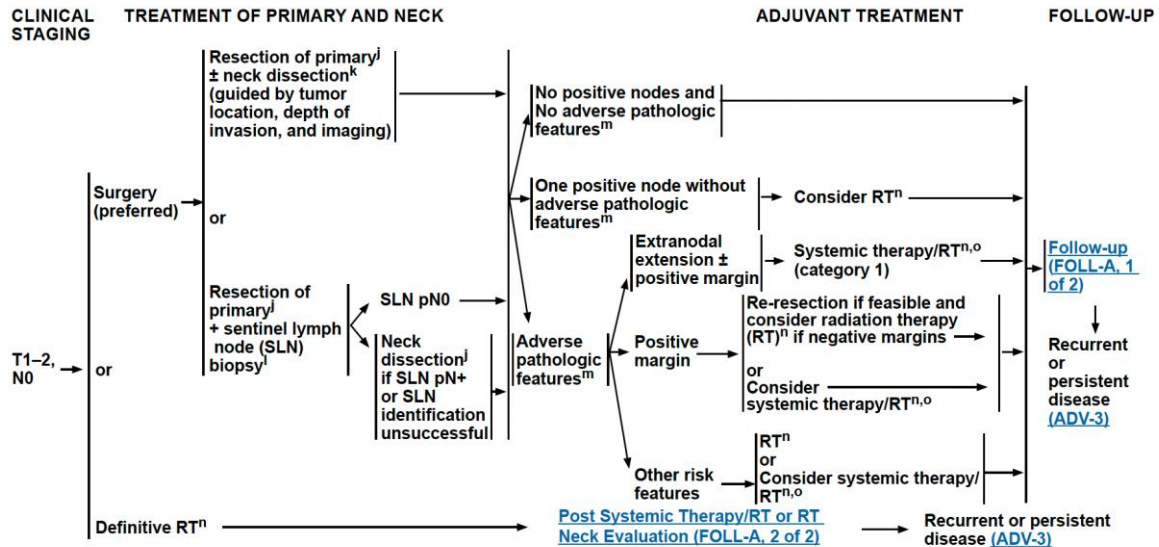 CLINICAL STAGING
TREATMENT OF PRIMARY AND NECK
ADJUVANT TREATMENT
FOLLOW-UP
T1–2,
N0
or
Surgery
(preferred)
Resection of primaryj
± neck dissectionk
(guided by tumor
location, depth of
invasion, and imaging)
or
Resection of
primaryj
+ sentinel lymph
node (SLN)
biopsyl
SLN pN0
Neck
dissectionj
if SLN pN+
or SLN
identification
unsuccessful
No positive nodes and
No adverse pathologic
featuresm
One positive node without
adverse pathologic
featuresm
Consider RTn
Adverse
pathologic
featuresm
Extranodal
extension ±
positive margin
Systemic therapy/RTn,o
(category 1)
Positive
margin
Re-resection if feasible and
consider radiation therapy
(RT)n if negative margins
or
Consider
systemic therapy/RTn,o
Other risk
features
RTn
or
Consider systemic therapy/
RTn,o
Follow-up
(FOLL-A, 1
of 2)
Recurrent
or
persistent
disease
(ADV-3)
Definitive RTn
Post Systemic Therapy/RT or RT
Neck Evaluation (FOLL-A, 2 of 2)
Recurrent or persistent
disease (ADV-3)